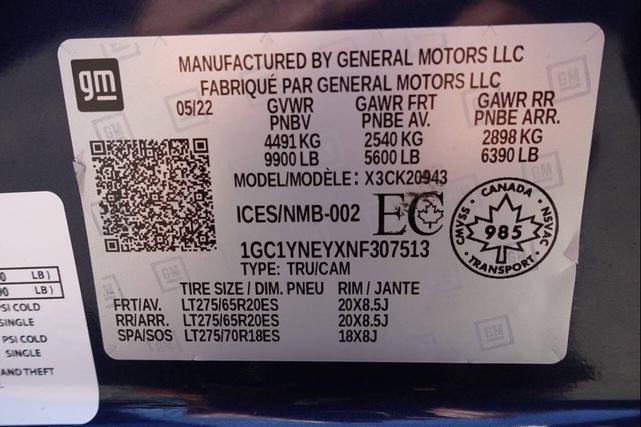 gm
MANUFACTURED BY GENERAL MOTORS LLC
FABRIQUÉ PAR GENERAL MOTORS LLC
05/22
GVWR GAWR FRT GAWR RR
PNBV PNBE AV. PNBE ARR.
4491 KG 2540 KG 2898 KG
9900 LB 5600 LB 6390 LB
MODEL/MODÈLE: X3CK20943
ICES/NMB-002 EC
CANADA
CMVSS 985 NSVAC
TRANSPORT
1GC1YNEYXNF307513
TYPE: TRU/CAM
TIRE SIZE / DIM. PNEU RIM / JANTE
FRT/AV. LT275/65R20ES 20X8.5J
RR/ARR. LT275/65R20ES 20X8.5J
SPA/SOS LT275/70R18ES 18X8J
0 LB)
90 LB)
PSI COLD
SINGLE
PSI COLD
SINGLE
AND THEFT